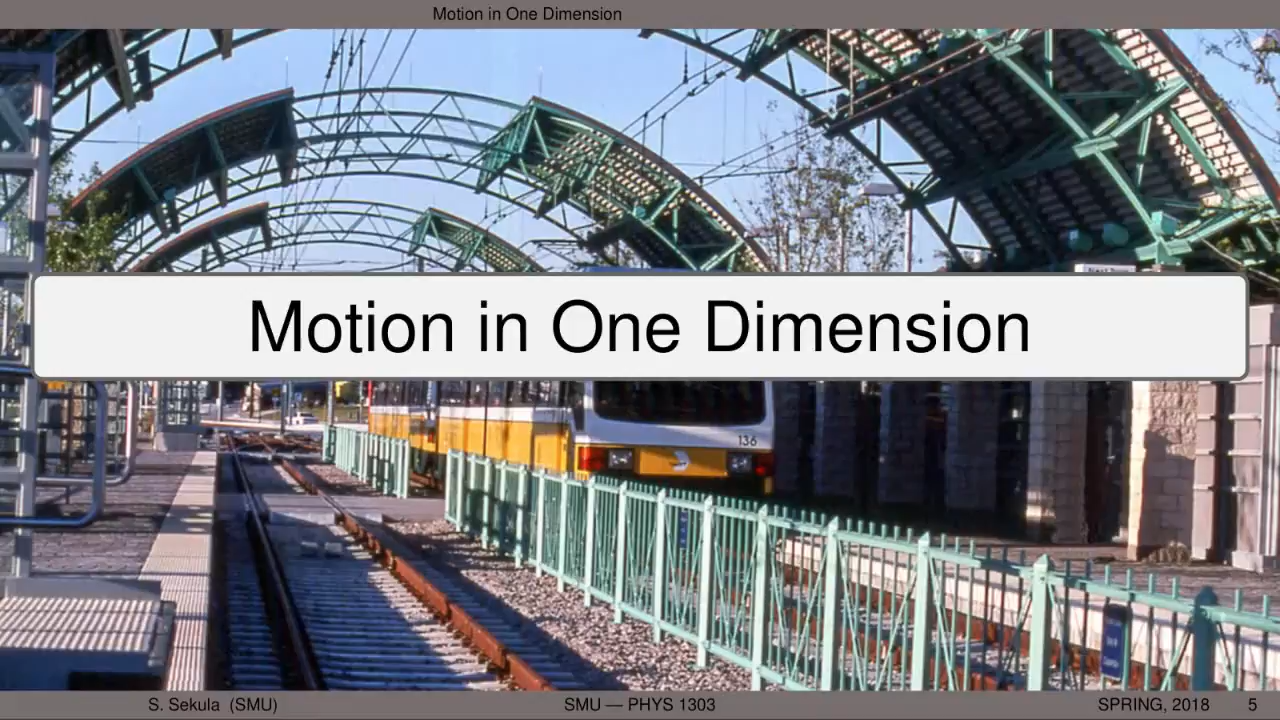 Motion in One Dimension
Motion in One Dimension
136
S. Sekula (SMU)
SMU — PHYS 1303
SPRING, 2018
5